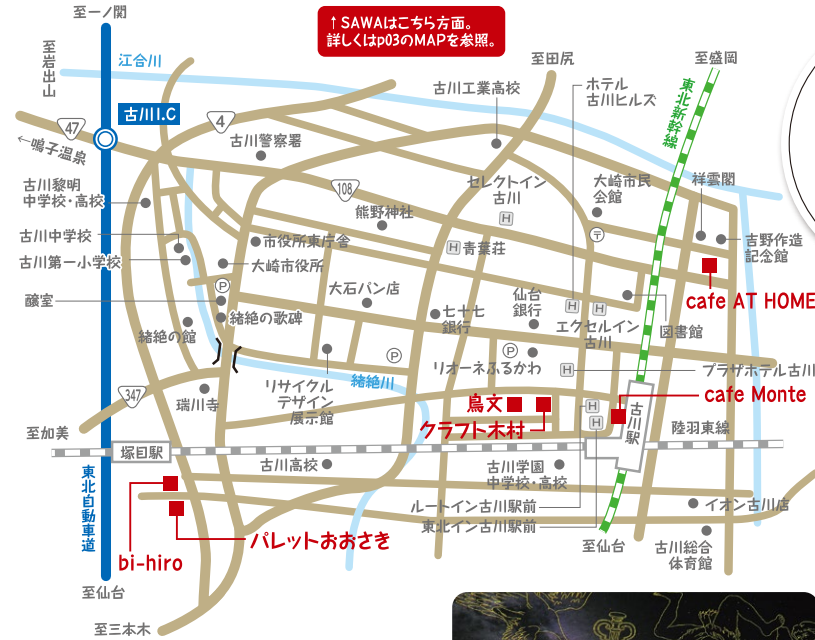 至一ノ関
↑SAWAはこちら方面。
詳しくはp03のMAPを参照。
至岩出山
江合川
至田尻
至盛岡
古川I.C
4
47
←鳴子温泉
古川警察署
古川工業高校
ホテル
古川ヒルズ
東北新幹線
古川黎明
中学校・高校
108
セレクトイン
古川
大崎市民
会館
祥雲閣
熊野神社
古川中学校
市役所東庁舎
H
〒
H
青葉荘
吉野作造
記念館
古川第一小学校
大崎市役所
cafe AT HOME
醸室
P
大石パン店
七十七
銀行
仙台
銀行
H
H
エクセルイン
古川
図書館
緒絶の歌碑
緒絶の館
P
P
リオーネふるかわ
リサイクル
デザイン
展示館
緒絶川
H
プラザホテル古川
347
瑞川寺
鳥文
クラフト木村
H
H
古川駅
cafe Monte
至加美
塚目駅
陸羽東線
東北自動車道
古川高校
古川学園
中学校・高校
ルートイン古川駅前
東北イン古川駅前
イオン古川店
bi-hiro
パレットおおさき
至仙台
古川総合
体育館
至仙台
至三本木